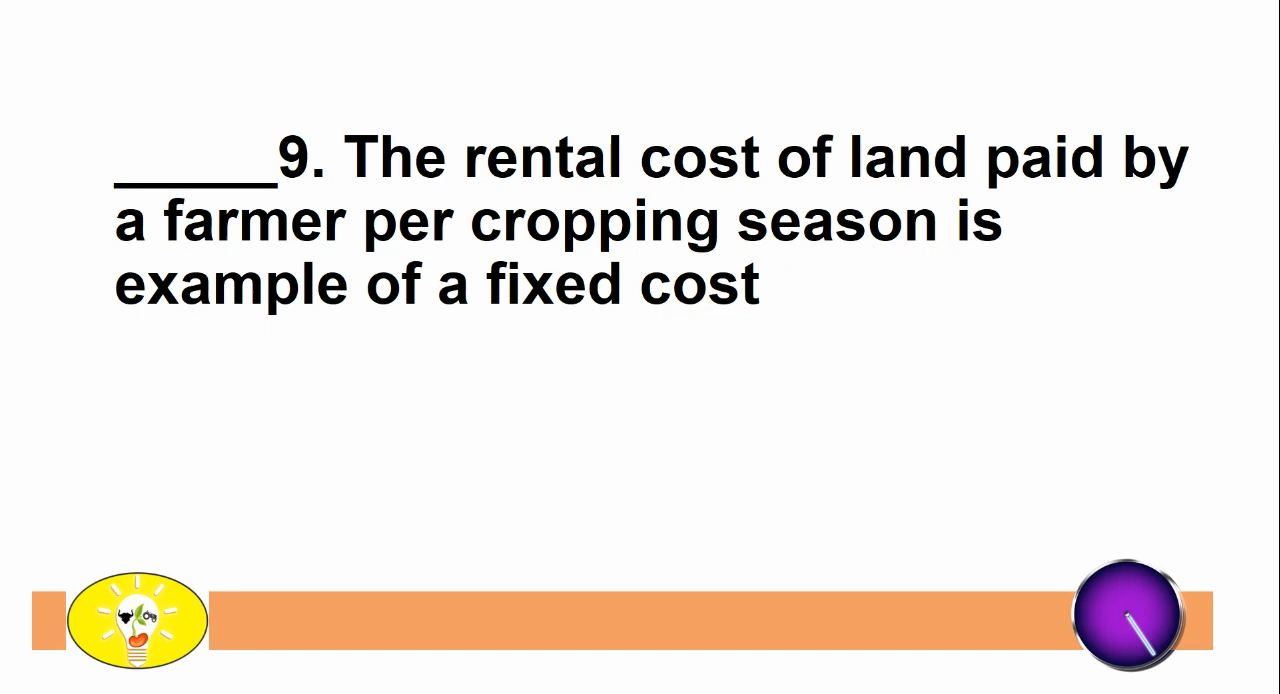 _____9. The rental cost of land paid by
a farmer per cropping season is
example of a fixed cost